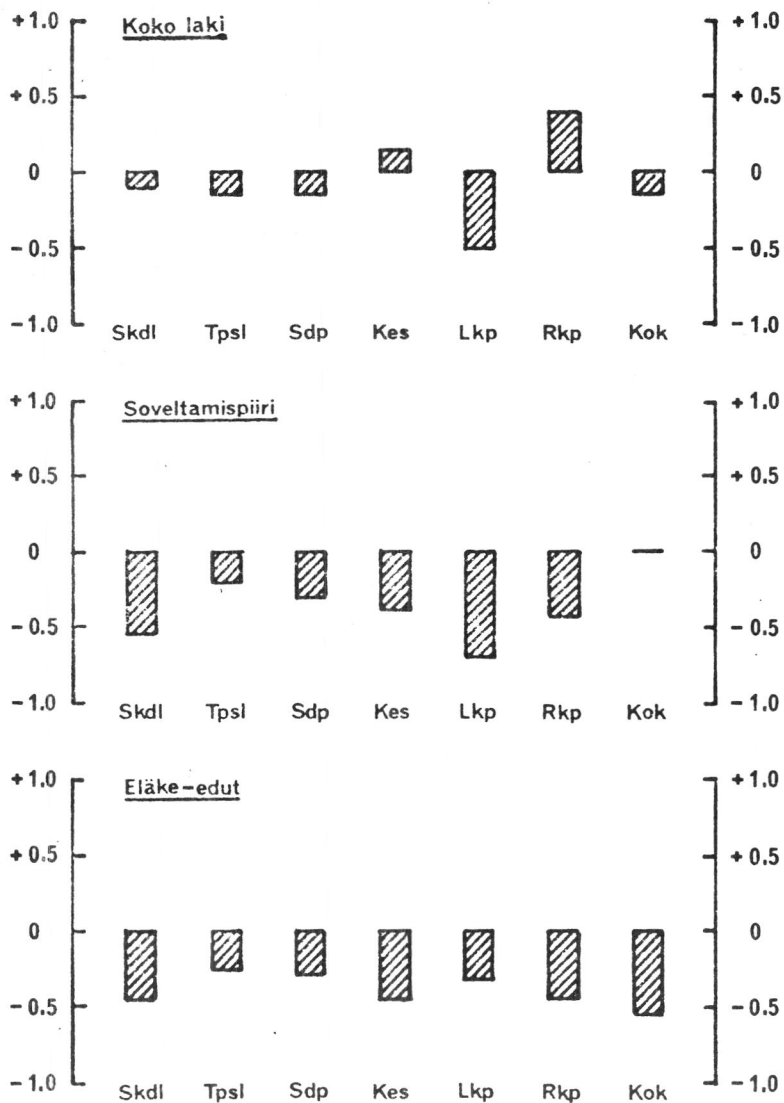 +1.0 Koko laki +1.0
+0.5 +0.5
0 0
-0.5 -0.5
-1.0 -1.0
Skdl Tpsl Sdp Kes Lkp Rkp Kok
+1.0 Soveltamispiiri +1.0
+0.5 +0.5
0 0
-0.5 -0.5
-1.0 -1.0
Skdl Tpsl Sdp Kes Lkp Rkp Kok
+1.0 Eläke-edut +1.0
+0.5 +0.5
0 0
-0.5 -0.5
-1.0 -1.0
Skdl Tpsl Sdp Kes Lkp Rkp Kok